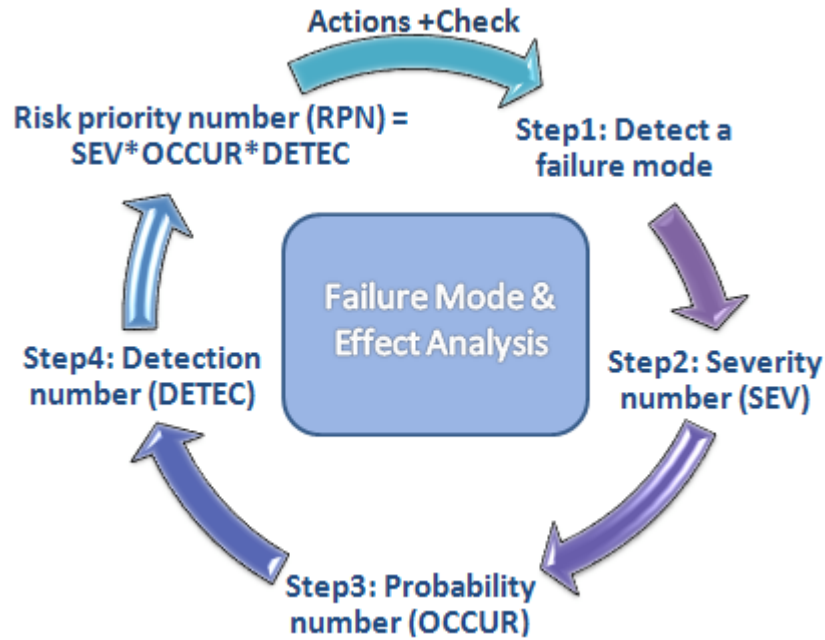 Actions +Check
Risk priority number (RPN) =
SEV*OCCUR*DETEC
Step1: Detect a
failure mode
Failure Mode &
Effect Analysis
Step2: Severity
number (SEV)
Step3: Probability
number (OCCUR)
Step4: Detection
number (DETEC)